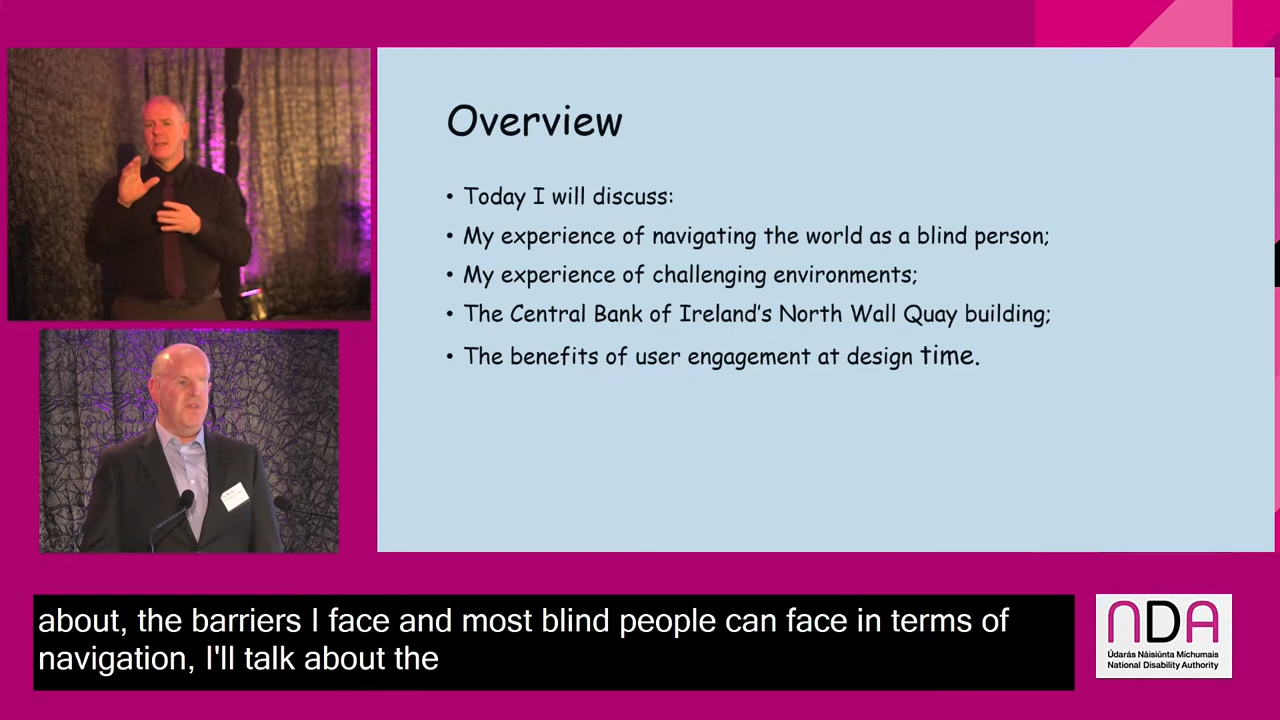 Overview
• Today I will discuss:
• My experience of navigating the world as a blind person;
• My experience of challenging environments;
• The Central Bank of Ireland's North Wall Quay building;
• The benefits of user engagement at design time.
about, the barriers I face and most blind people can face in terms of
navigation, I'll talk about the
NDA
Údarás Náisiúnta Míchumais
National Disability Authority